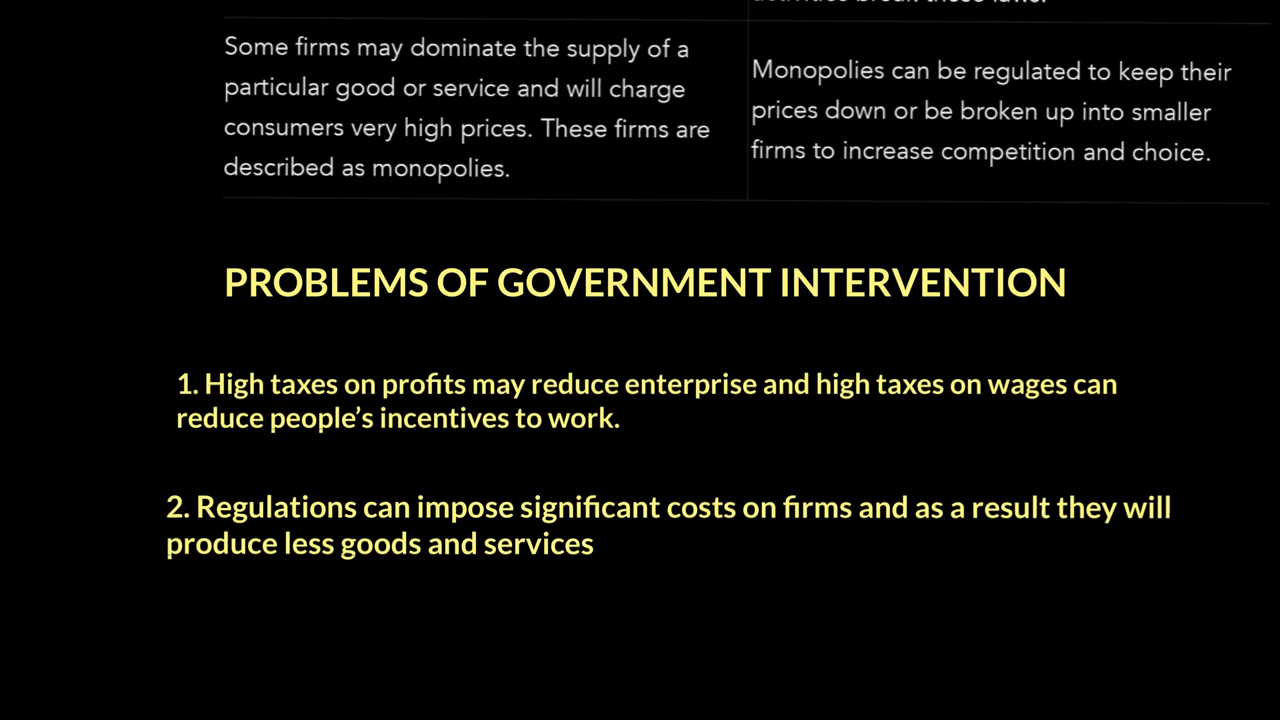 Some firms may dominate the supply of a
particular good or service and will charge
consumers very high prices. These firms are
described as monopolies.
activities break these laws.
Monopolies can be regulated to keep their
prices down or be broken up into smaller
firms to increase competition and choice.
PROBLEMS OF GOVERNMENT INTERVENTION
1. High taxes on profits may reduce enterprise and high taxes on wages can
reduce people’s incentives to work.
2. Regulations can impose significant costs on firms and as a result they will
produce less goods and services